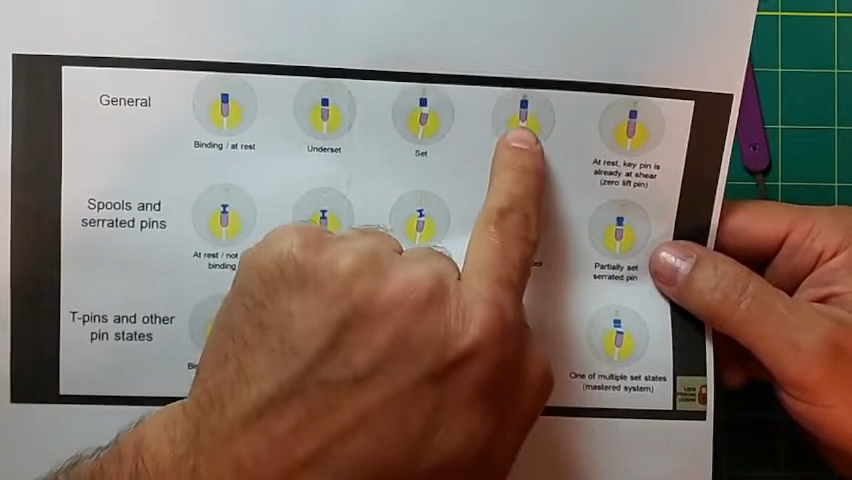 General
Binding / at rest
Underset
Set
At rest, key pin is
already at shear
(zero lift pin)
Spools and
serrated pins
At rest / not
binding
Partially set
serrated pin
T-pins and other
pin states
One of multiple set states
(mastered system)